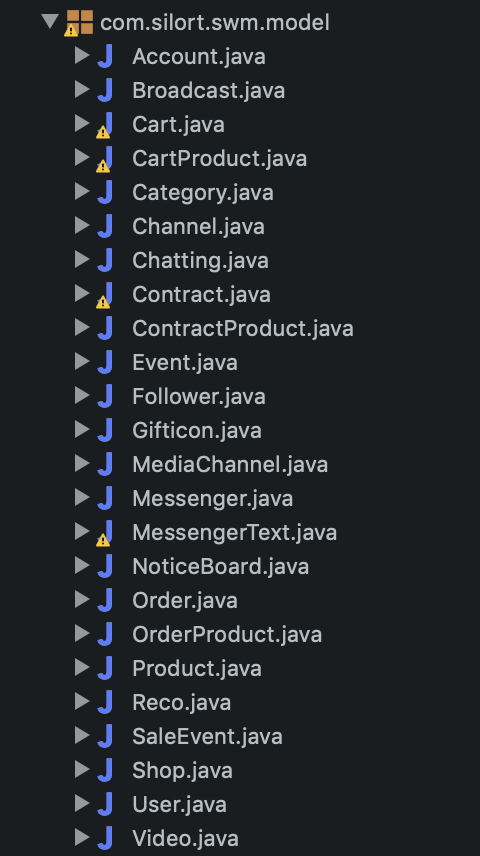 com.silort.swm.model
Account.java
Broadcast.java
Cart.java
CartProduct.java
Category.java
Channel.java
Chatting.java
Contract.java
ContractProduct.java
Event.java
Follower.java
Gifticon.java
MediaChannel.java
Messenger.java
MessengerText.java
NoticeBoard.java
Order.java
OrderProduct.java
Product.java
Reco.java
SaleEvent.java
Shop.java
User.java
Video.java